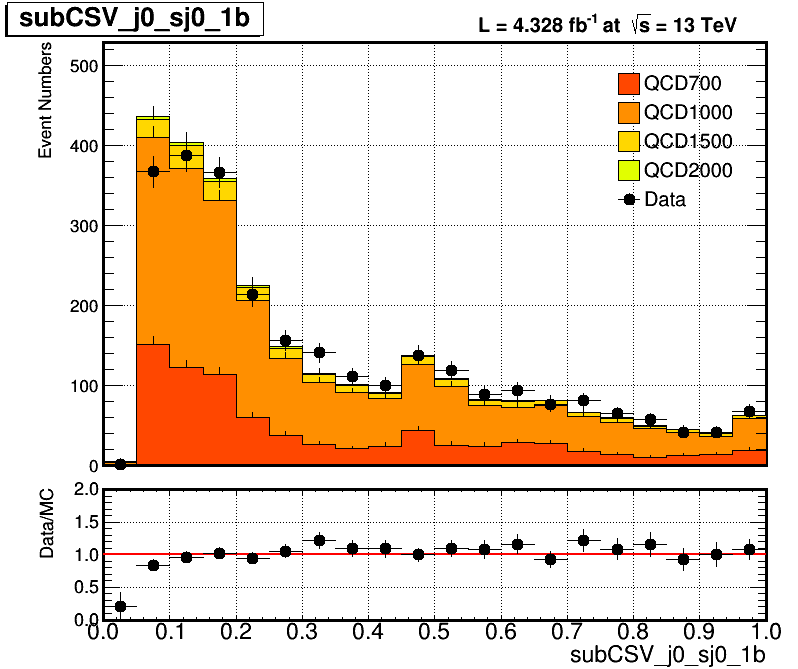 subCSV_j0_sj0_1b
L = 4.328 fb⁻¹ at √s = 13 TeV
Event Numbers
500
400
300
200
100
0
QCD700
QCD1000
QCD1500
QCD2000
Data
Data/MC
2.0
1.5
1.0
0.5
0.0
0.0 0.1 0.2 0.3 0.4 0.5 0.6 0.7 0.8 0.9 1.0
subCSV_j0_sj0_1b